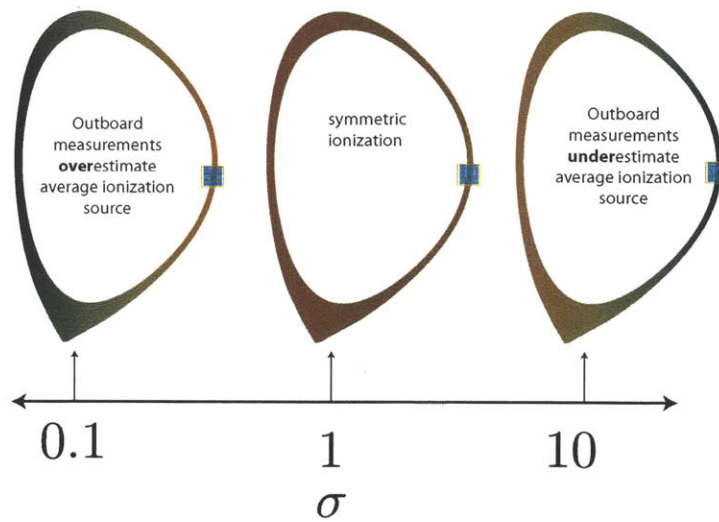 Outboard
measurements
overestimate
average ionization
source
symmetric
ionization
Outboard
measurements
underestimate
average ionization
source
0.1
1
10
σ